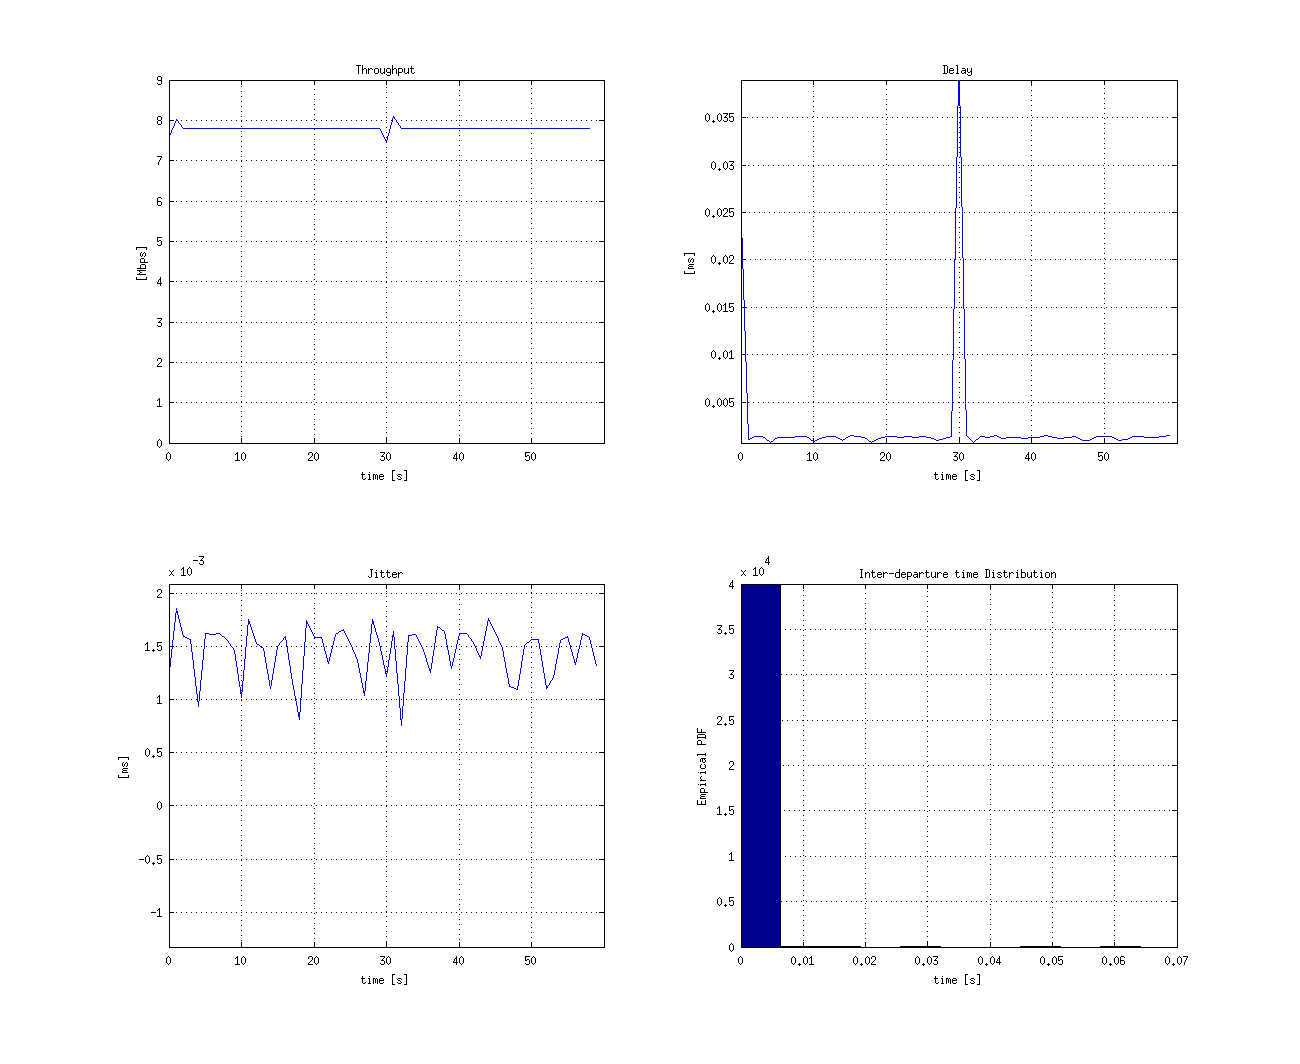 Throughput
9
8
7
6
5
4
3
2
1
0
[Mbps]
0 10 20 30 40 50
time [s]
Delay
0.035
0.03
0.025
0.02
0.015
0.01
0.005
[ms]
0 10 20 30 40 50
time [s]
x 10^-3
Jitter
2
1.5
1
0.5
0
-0.5
-1
[ms]
0 10 20 30 40 50
time [s]
x 10^4
Inter-departure time Distribution
4
3.5
3
2.5
2
1.5
1
0.5
0
Empirical PDF
0 0.01 0.02 0.03 0.04 0.05 0.06 0.07
time [s]